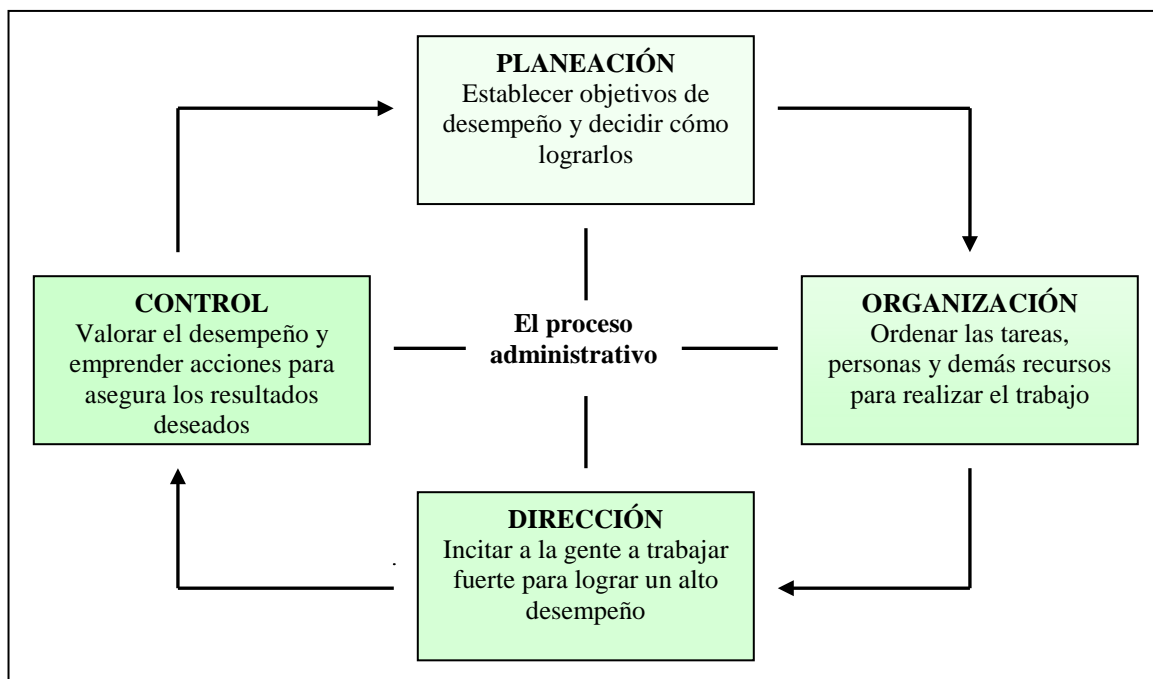 PLANEACIÓN
Establecer objetivos de
desempeño y decidir cómo
lograrlos
CONTROL
Valorar el desempeño y
emprender acciones para
asegura los resultados
deseados
El proceso
administrativo
ORGANIZACIÓN
Ordenar las tareas,
personas y demás recursos
para realizar el trabajo
DIRECCIÓN
Incitar a la gente a trabajar
fuerte para lograr un alto
desempeño